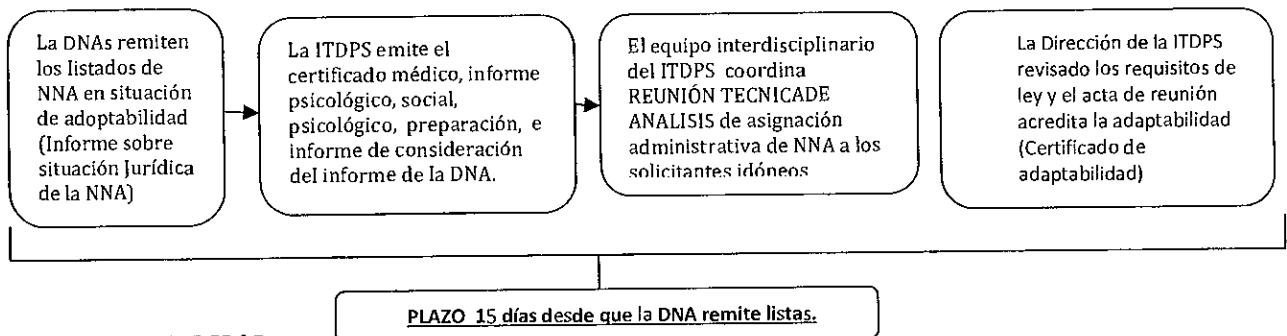 La DNAs remiten
los listados de
NNA en situación
de adoptabilidad
(Informe sobre
situación Jurídica
de la NNA)
La ITDPS emite el
certificado médico, informe
psicológico, social,
psicológico, preparación, e
informe de consideración
del informe de la DNA.
El equipo interdisciplinario
del ITDPS coordina
REUNIÓN TECNICADE
ANALISIS de asignación
administrativa de NNA a los
solicitantes idóneos
La Dirección de la ITDPS
revisado los requisitos de
ley y el acta de reunión
acredita la adaptabilidad
(Certificado de
adaptabilidad)
PLAZO 15 días desde que la DNA remite listas.